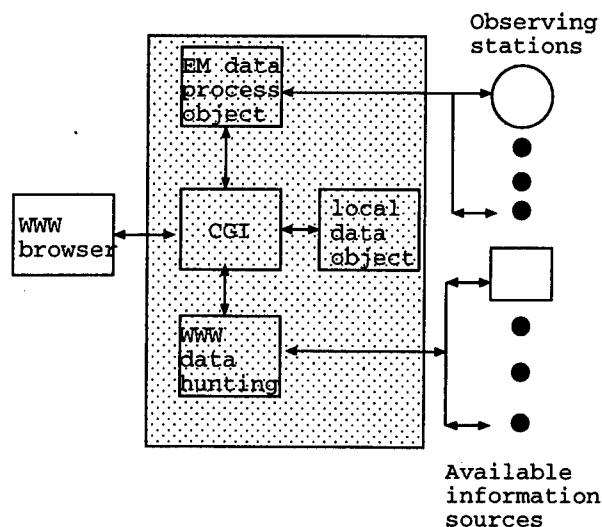 Observing
stations
EM data
process
object
WWW
browser
CGI
local
data
object
WWW
data
hunting
Available
information
sources